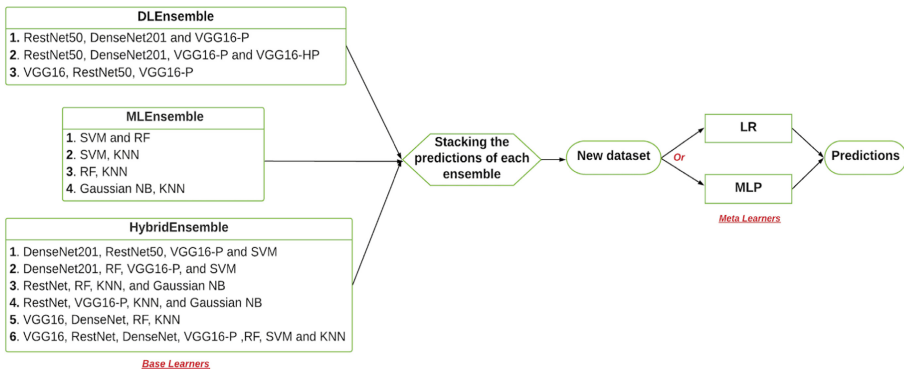 DLEnsemble
1. RestNet50, DenseNet201 and VGG16-P
2. RestNet50, DenseNet201, VGG16-P and VGG16-HP
3. VGG16, RestNet50, VGG16-P
MLEnsemble
1. SVM and RF
2. SVM, KNN
3. RF, KNN
4. Gaussian NB, KNN
HybridEnsemble
1. DenseNet201, RestNet50, VGG16-P and SVM
2. DenseNet201, RF, VGG16-P, and SVM
3. RestNet, RF, KNN, and Gaussian NB
4. RestNet, VGG16-P, KNN, and Gaussian NB
5. VGG16, DenseNet, RF, KNN
6. VGG16, RestNet, DenseNet, VGG16-P ,RF, SVM and KNN
Base Learners
Stacking the
predictions of each
ensemble
New dataset
Or
LR
MLP
Meta Learners
Predictions